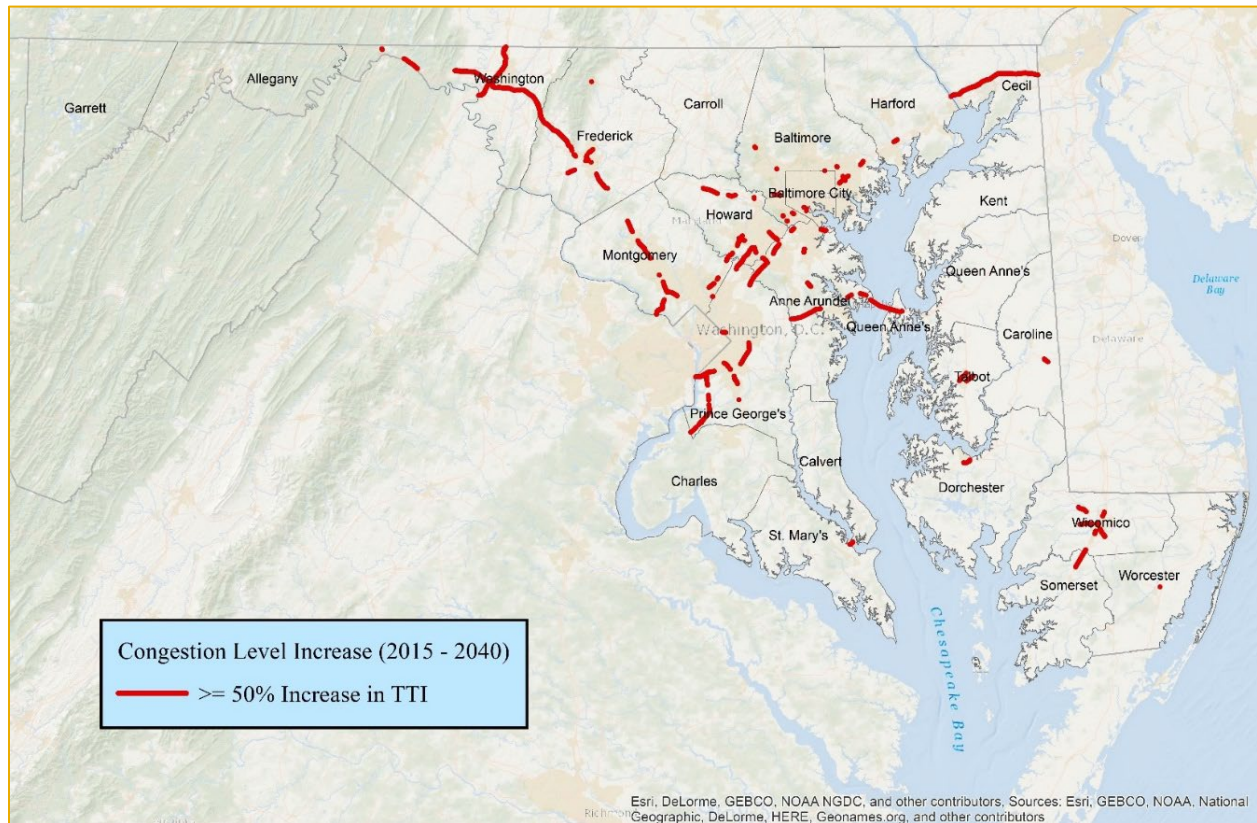 Garrett
Allegany
Washington
Frederick
Carroll
Baltimore
Harford
Cecil
Baltimore City
Howard
Kent
Montgomery
Dover
Queen Anne's
Anne Arundel
Queen Anne's
Caroline
Washington, D.C.
Delaware
Delaware
Bay
Talbot
Prince George's
Calvert
Charles
Dorchester
St. Mary's
Wicomico
Somerset
Worcester
Chesapeake Bay
Congestion Level Increase (2015 - 2040)
>= 50% Increase in TTI
Richmond
Esri, DeLorme, GEBCO, NOAA NGDC, and other contributors, Sources: Esri, GEBCO, NOAA, National
Geographic, DeLorme, HERE, Geonames.org, and other contributors